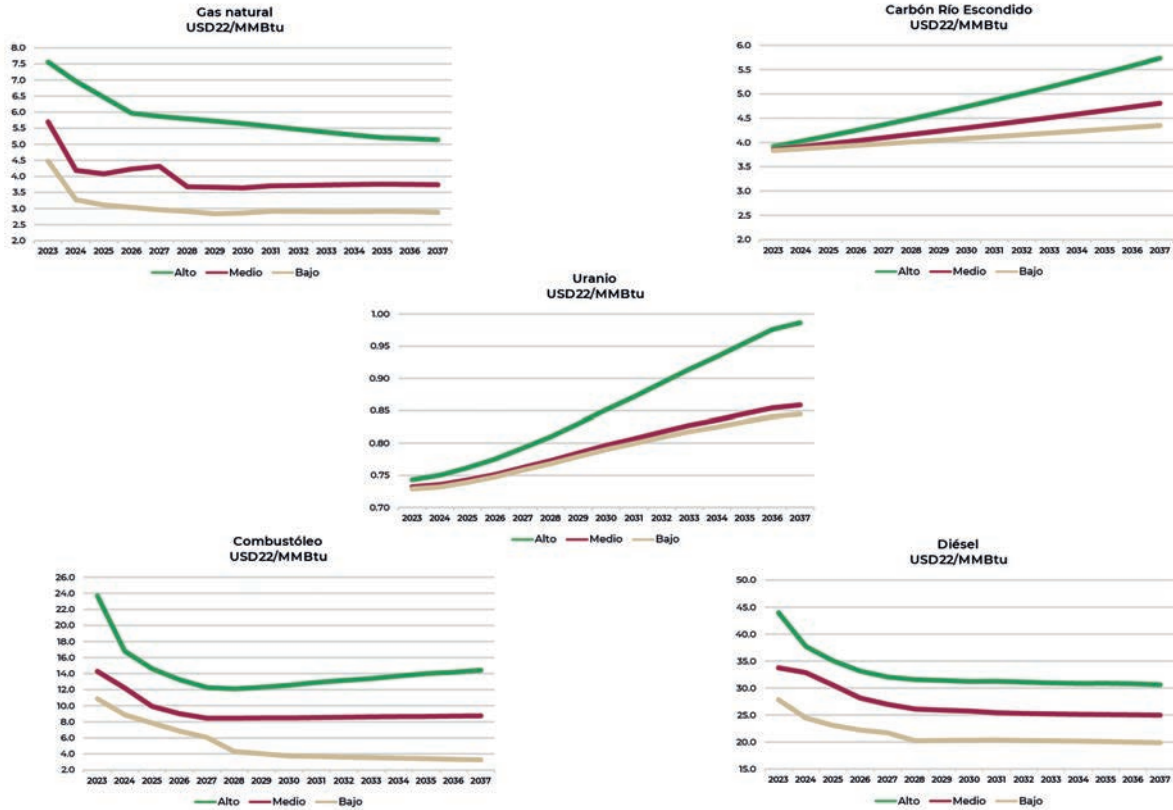 Gas natural
USD22/MMBtu
8.0
7.5
7.0
6.5
6.0
5.5
5.0
4.5
4.0
3.5
3.0
2.5
2.0
2023 2024 2025 2026 2027 2028 2029 2030 2031 2032 2033 2034 2035 2036 2037
Alto Medio Bajo
Carbón Río Escondido
USD22/MMBtu
6.0
5.5
5.0
4.5
4.0
3.5
3.0
2.5
2.0
2023 2024 2025 2026 2027 2028 2029 2030 2031 2032 2033 2034 2035 2036 2037
Alto Medio Bajo
Uranio
USD22/MMBtu
1.00
0.95
0.90
0.85
0.80
0.75
0.70
2023 2024 2025 2026 2027 2028 2029 2030 2031 2032 2033 2034 2035 2036 2037
Alto Medio Bajo
Combustóleo
USD22/MMBtu
26.0
24.0
22.0
20.0
18.0
16.0
14.0
12.0
10.0
8.0
6.0
4.0
2.0
2023 2024 2025 2026 2027 2028 2029 2030 2031 2032 2033 2034 2035 2036 2037
Alto Medio Bajo
Diésel
USD22/MMBtu
50.0
45.0
40.0
35.0
30.0
25.0
20.0
15.0
2023 2024 2025 2026 2027 2028 2029 2030 2031 2032 2033 2034 2035 2036 2037
Alto Medio Bajo